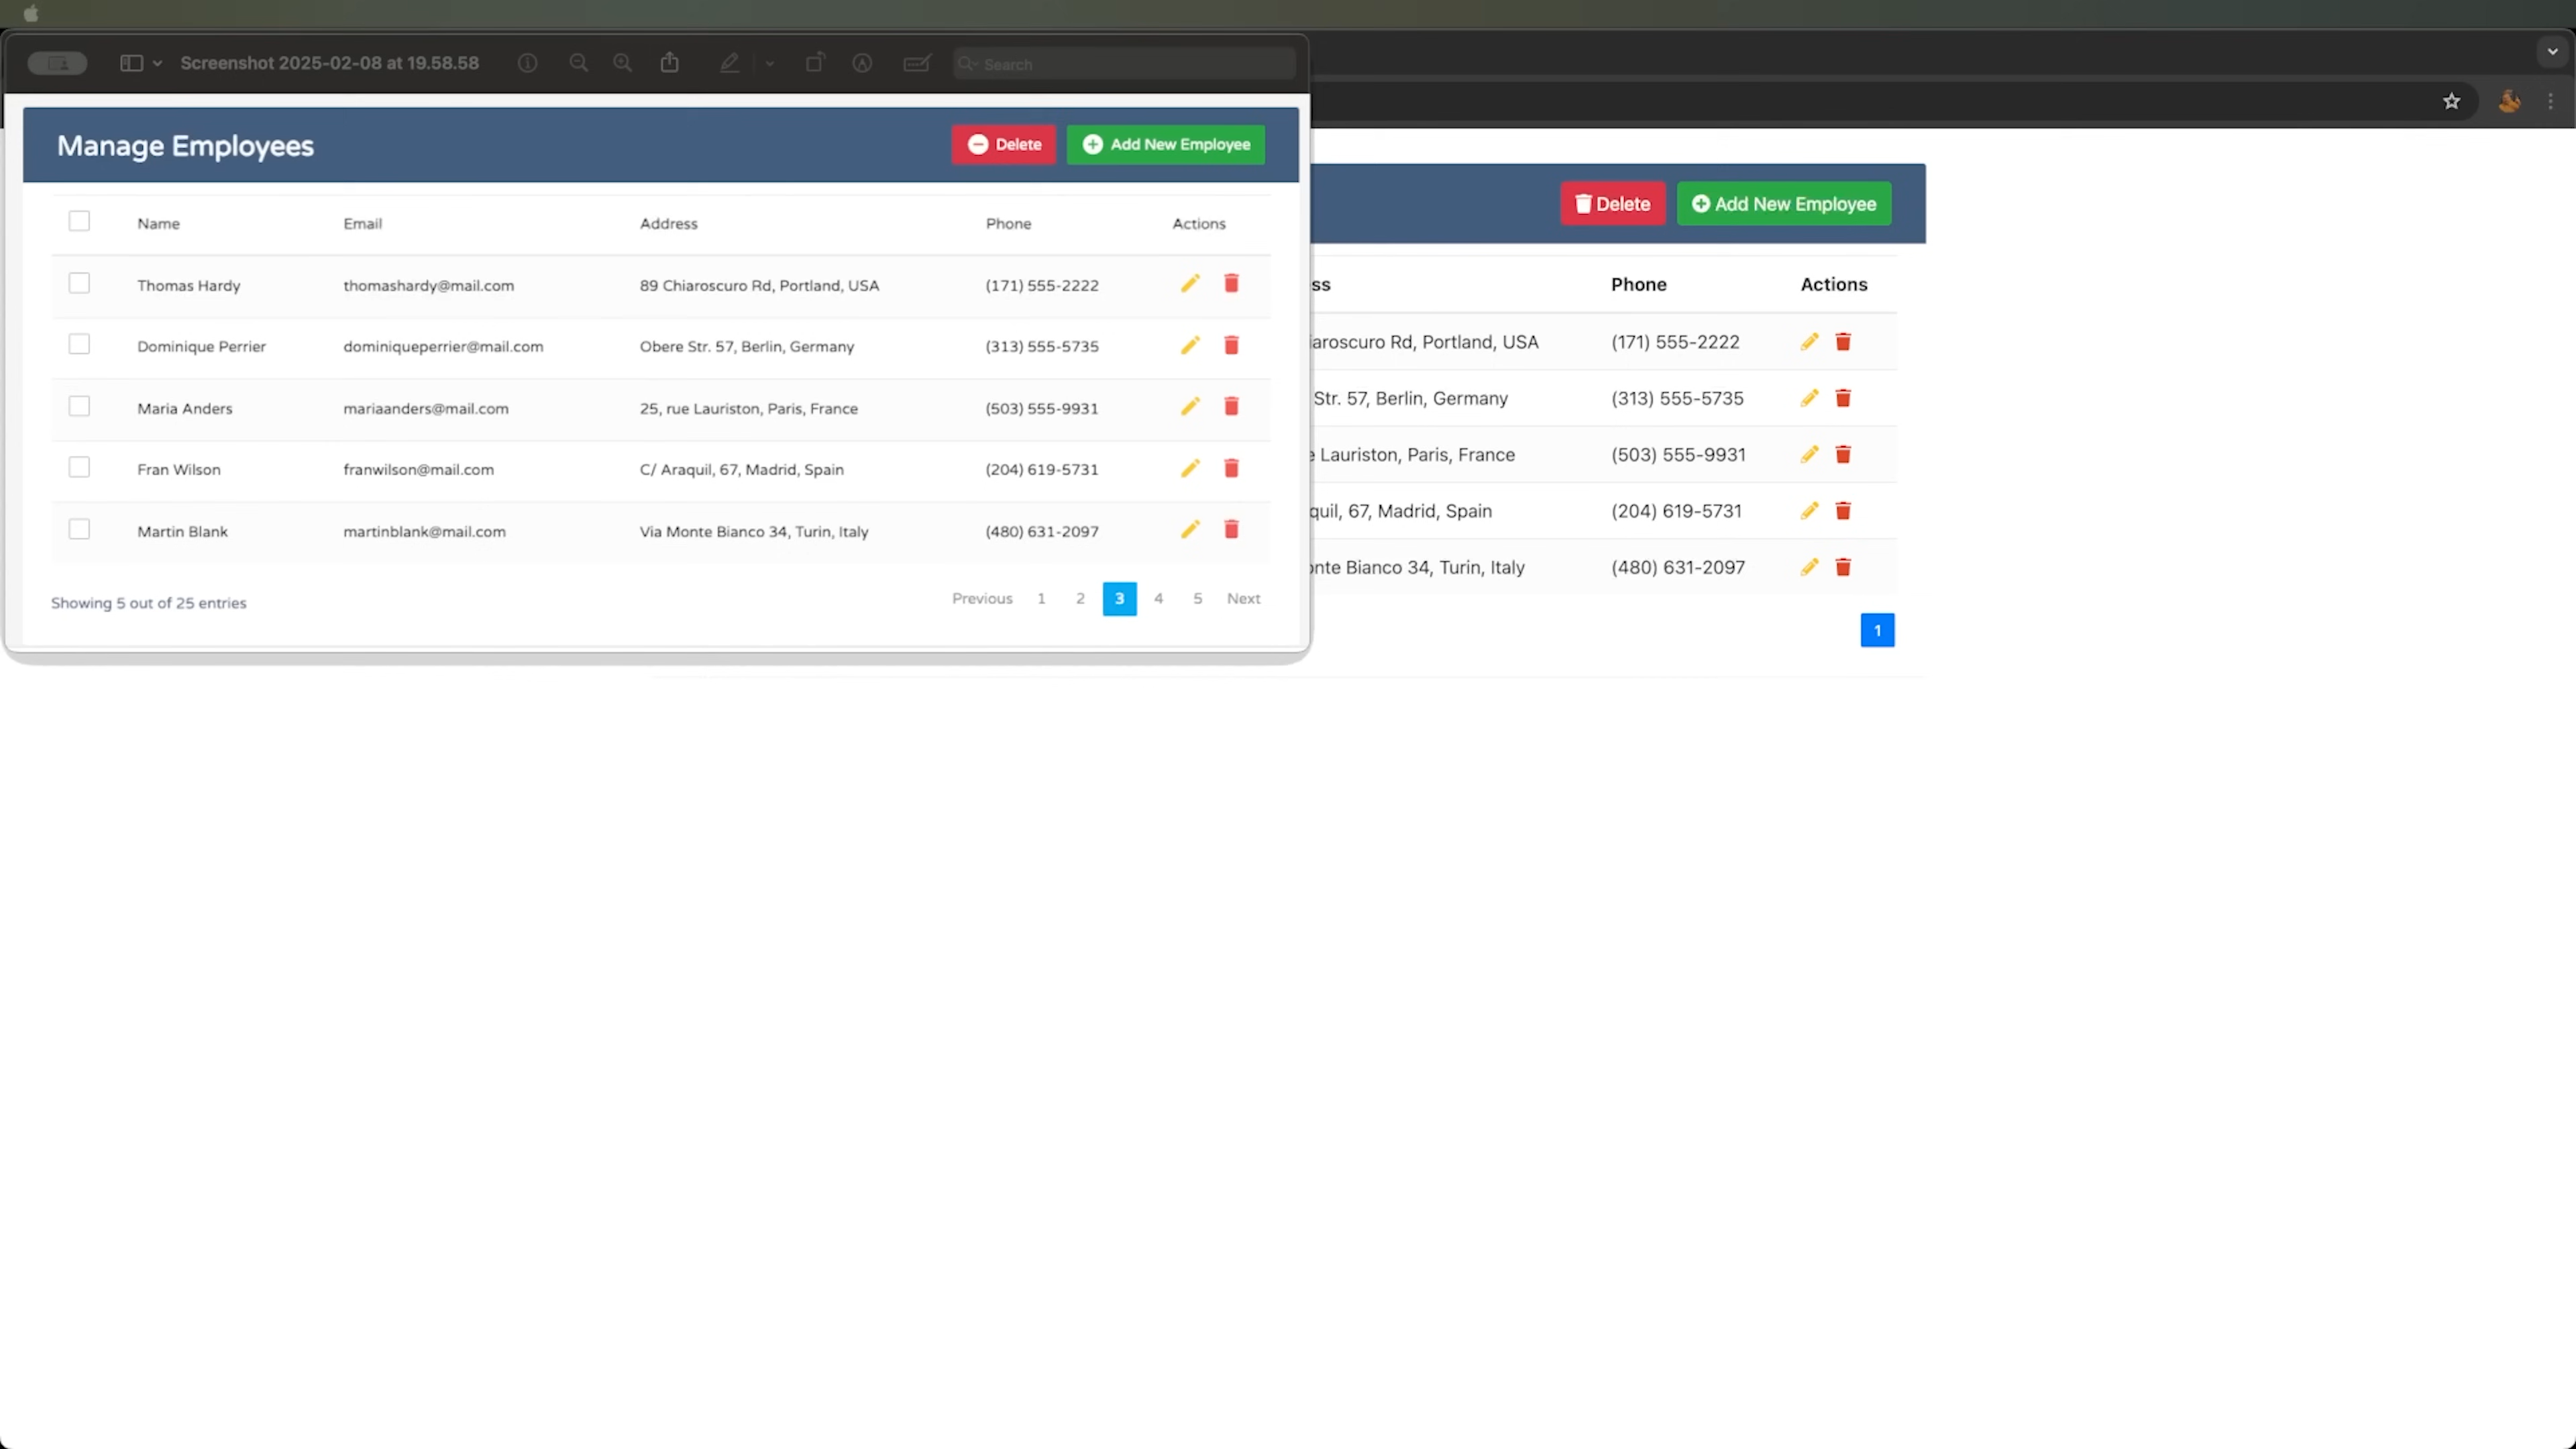 Screenshot 2025-02-08 at 19.58.58
Search
Manage Employees
Delete
Add New Employee
Name Email Address Phone Actions
Thomas Hardy thomashardy@mail.com 89 Chiaroscuro Rd, Portland, USA (171) 555-2222
Dominique Perrier dominiqueperrier@mail.com Obere Str. 57, Berlin, Germany (313) 555-5735
Maria Anders mariaanders@mail.com 25, rue Lauriston, Paris, France (503) 555-9931
Fran Wilson franwilson@mail.com C/ Araquil, 67, Madrid, Spain (204) 619-5731
Martin Blank martinblank@mail.com Via Monte Bianco 34, Turin, Italy (480) 631-2097
Showing 5 out of 25 entries
Previous 1 2 3 4 5 Next
Delete
Add New Employee
ss Phone Actions
iaroscuro Rd, Portland, USA (171) 555-2222
Str. 57, Berlin, Germany (313) 555-5735
e Lauriston, Paris, France (503) 555-9931
quil, 67, Madrid, Spain (204) 619-5731
onte Bianco 34, Turin, Italy (480) 631-2097
1